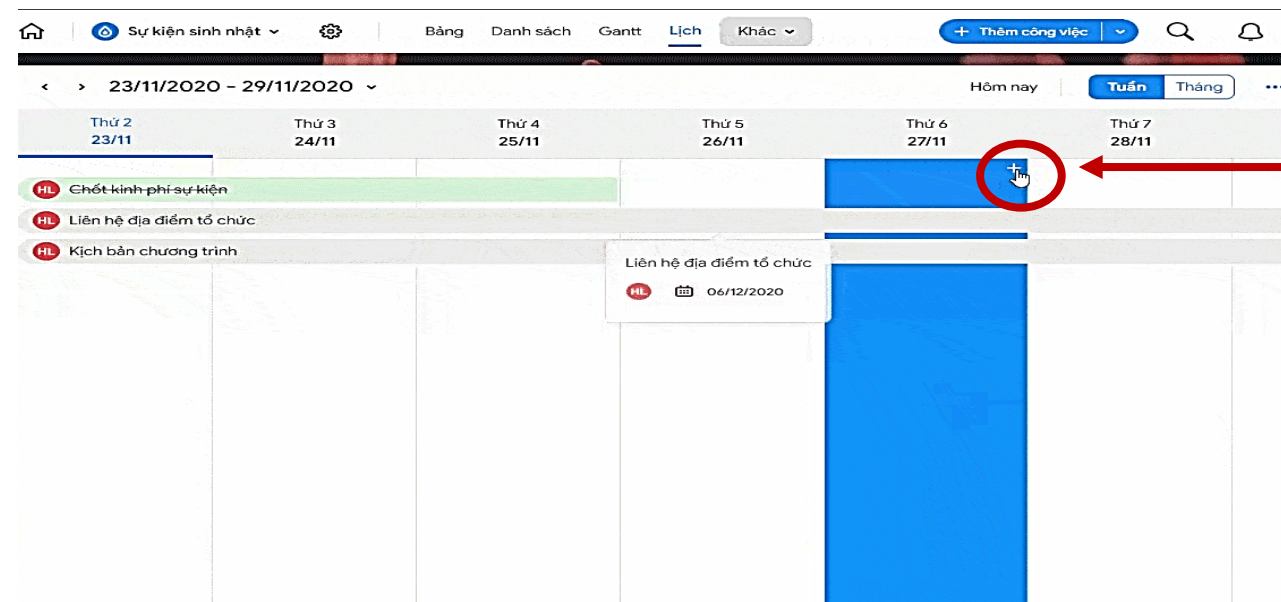 Sự kiện sinh nhật
Bảng Danh sách Gantt Lịch Khác
+ Thêm công việc
23/11/2020 - 29/11/2020
Hôm nay Tuần Tháng
Thứ 2 Thứ 3 Thứ 4 Thứ 5 Thứ 6 Thứ 7
23/11 24/11 25/11 26/11 27/11 28/11
HL Chốt kinh phí sự kiện
HL Liên hệ địa điểm tổ chức
HL Kịch bản chương trình
Liên hệ địa điểm tổ chức
HL 06/12/2020